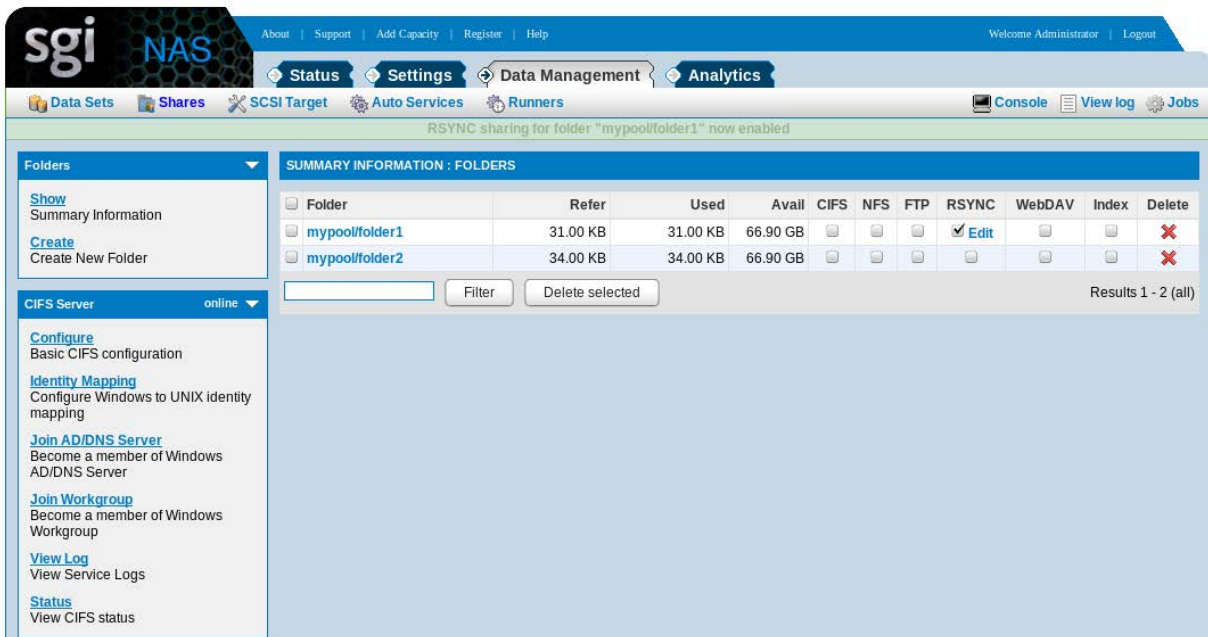 sgi NAS
About | Support | Add Capacity | Register | Help
Welcome Administrator | Logout
Status Settings Data Management Analytics
Data Sets Shares SCSI Target Auto Services Runners
Console View log Jobs
RSYNC sharing for folder "mypool/folder1" now enabled
Folders
Show
Summary Information
Create
Create New Folder
CIFS Server online
Configure
Basic CIFS configuration
Identity Mapping
Configure Windows to UNIX identity
mapping
Join AD/DNS Server
Become a member of Windows
AD/DNS Server
Join Workgroup
Become a member of Windows
Workgroup
View Log
View Service Logs
Status
View CIFS status
SUMMARY INFORMATION : FOLDERS
Folder Refer Used Avail CIFS NFS FTP RSYNC WebDAV Index Delete
mypool/folder1 31.00 KB 31.00 KB 66.90 GB Edit
mypool/folder2 34.00 KB 34.00 KB 66.90 GB
Filter Delete selected Results 1 - 2 (all)